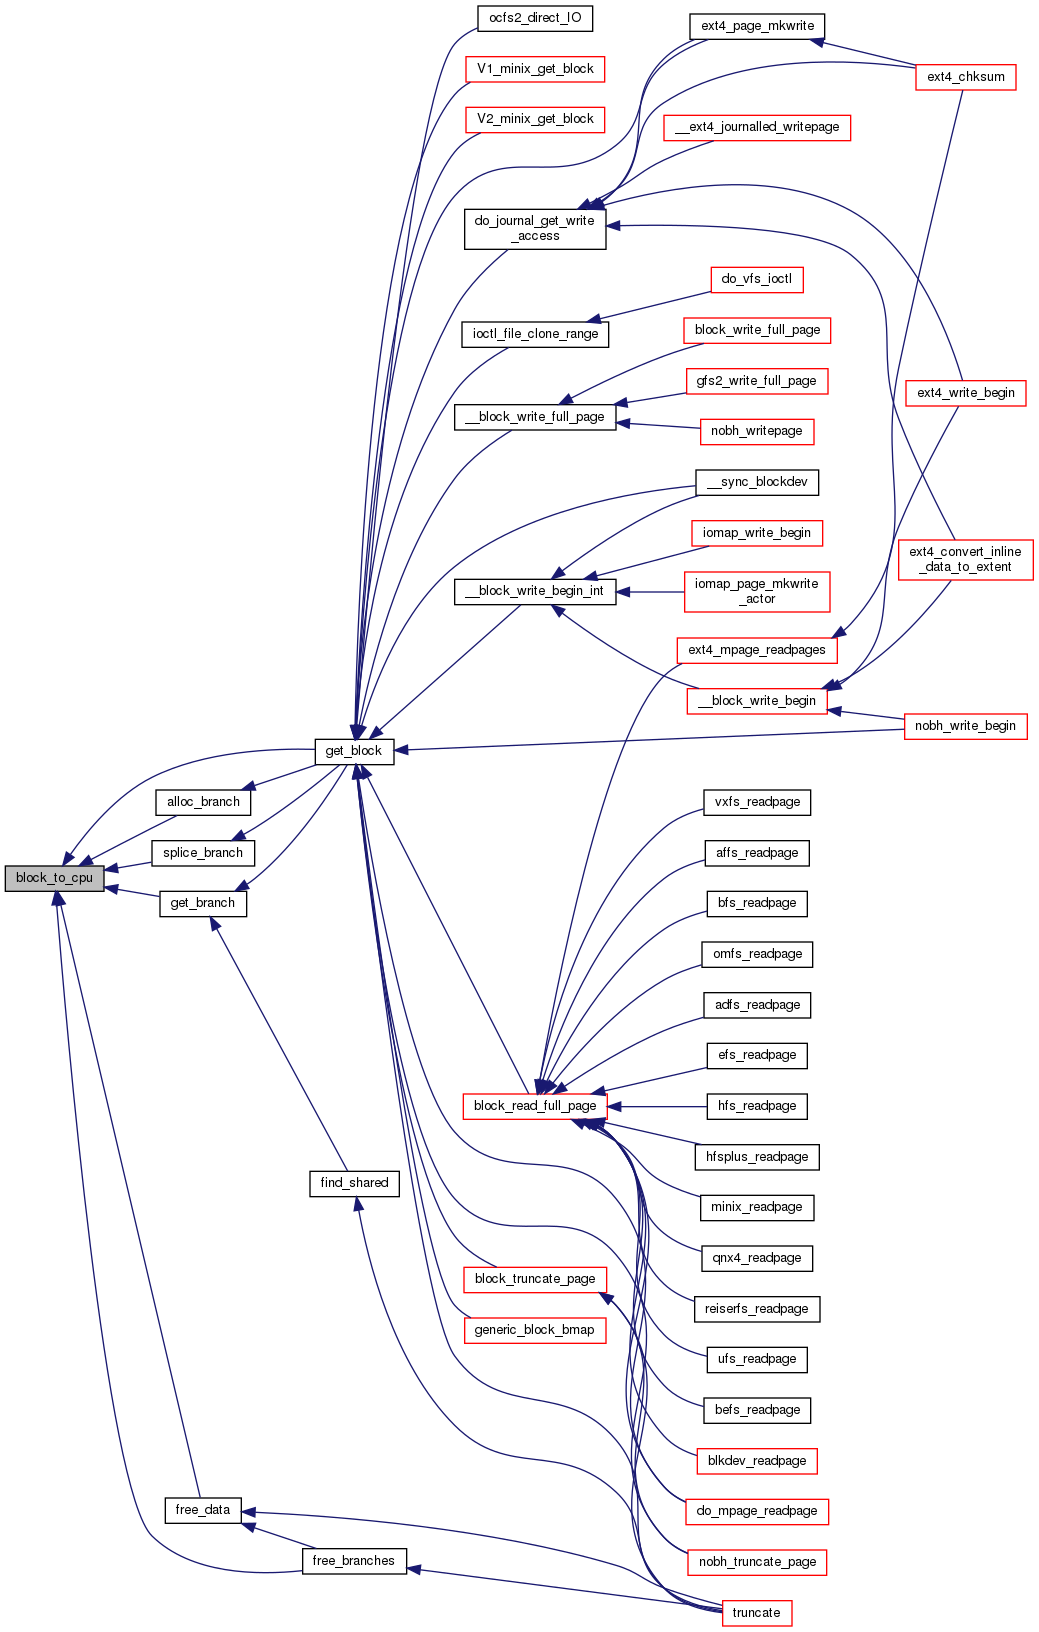 ocfs2_direct_IO
ext4_page_mkwrite
V1_minix_get_block
ext4_chksum
V2_minix_get_block
__ext4_journalled_writepage
do_journal_get_write
_access
do_vfs_ioctl
ioctl_file_clone_range
block_write_full_page
gfs2_write_full_page
ext4_write_begin
__block_write_full_page
nobh_writepage
__sync_blockdev
iomap_write_begin
ext4_convert_inline
_data_to_extent
__block_write_begin_int
iomap_page_mkwrite
_actor
ext4_mpage_readpages
__block_write_begin
nobh_write_begin
get_block
alloc_branch
vxfs_readpage
splice_branch
affs_readpage
block_to_cpu
get_branch
bfs_readpage
omfs_readpage
adfs_readpage
efs_readpage
block_read_full_page
hfs_readpage
hfsplus_readpage
find_shared
minix_readpage
qnx4_readpage
block_truncate_page
reiserfs_readpage
generic_block_bmap
ufs_readpage
befs_readpage
blkdev_readpage
free_data
do_mpage_readpage
free_branches
nobh_truncate_page
truncate